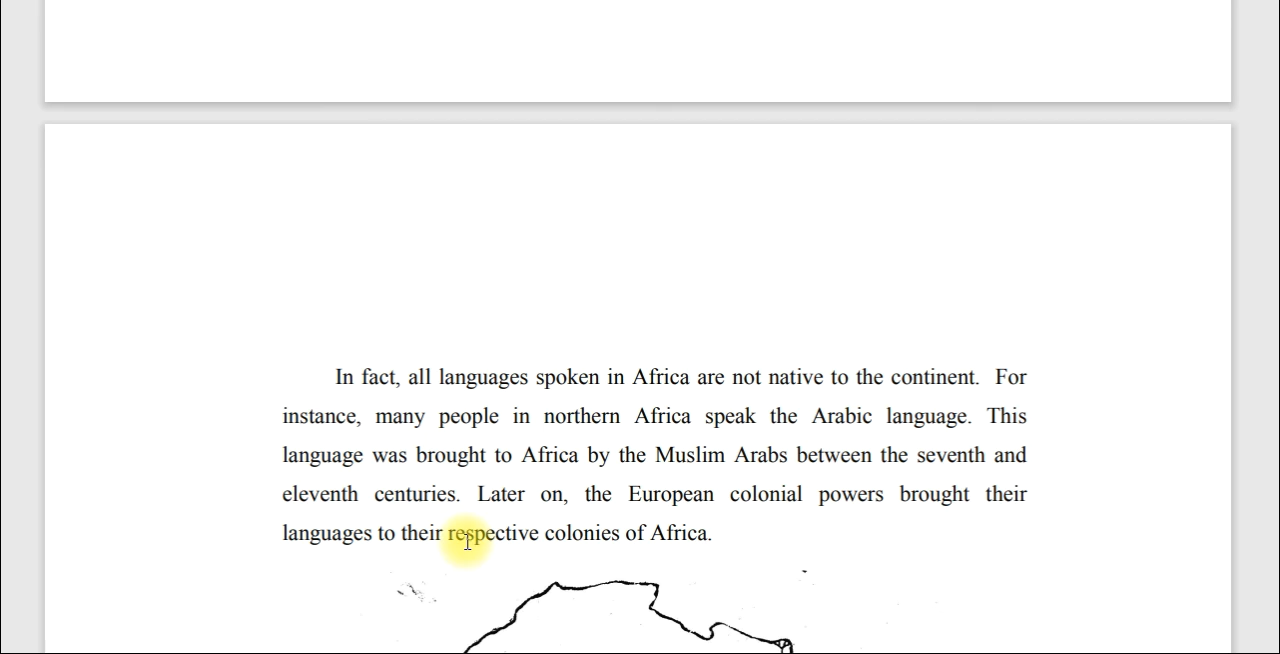 In fact, all languages spoken in Africa are not native to the continent.  For
instance, many people in northern Africa speak the Arabic language. This
language was brought to Africa by the Muslim Arabs between the seventh and
eleventh centuries. Later on, the European colonial powers brought their
languages to their respective colonies of Africa.